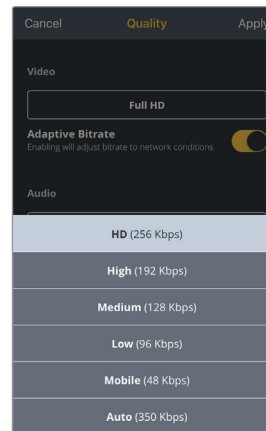 Cancel Quality Apply
Video
Full HD
Adaptive Bitrate
Enabling will adjust bitrate to network conditions
Audio
HD (256 Kbps)
High (192 Kbps)
Medium (128 Kbps)
Low (96 Kbps)
Mobile (48 Kbps)
Auto (350 Kbps)